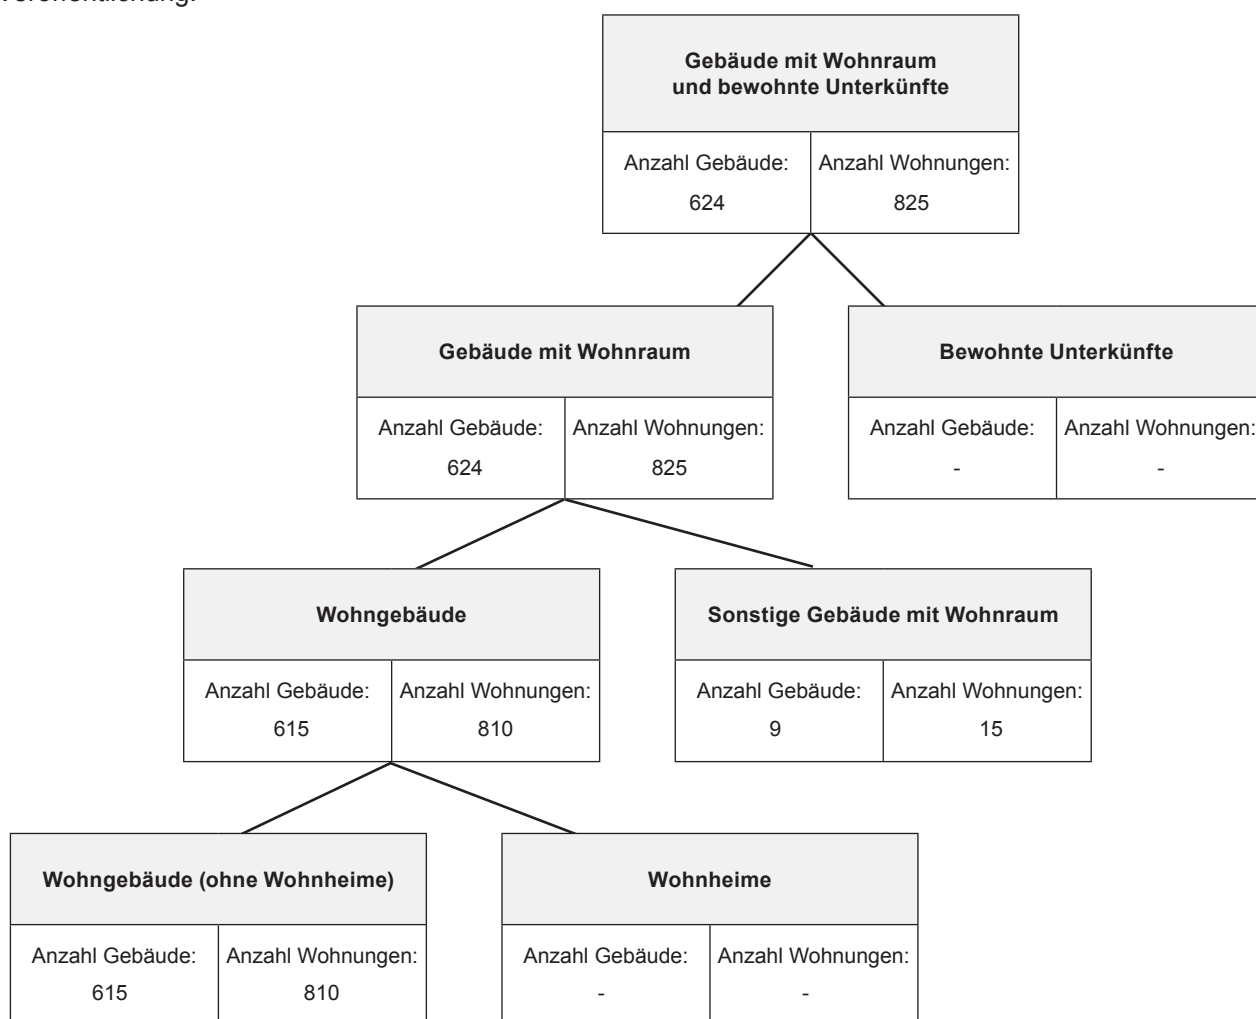 Veröffentlichung.
Gebäude mit Wohnraum
und bewohnte Unterkünfte
Anzahl Gebäude: Anzahl Wohnungen:
624 825
Gebäude mit Wohnraum Bewohnte Unterkünfte
Anzahl Gebäude: Anzahl Wohnungen: Anzahl Gebäude: Anzahl Wohnungen:
624 825 - -
Wohngebäude Sonstige Gebäude mit Wohnraum
Anzahl Gebäude: Anzahl Wohnungen: Anzahl Gebäude: Anzahl Wohnungen:
615 810 9 15
Wohngebäude (ohne Wohnheime) Wohnheime
Anzahl Gebäude: Anzahl Wohnungen: Anzahl Gebäude: Anzahl Wohnungen:
615 810 - -